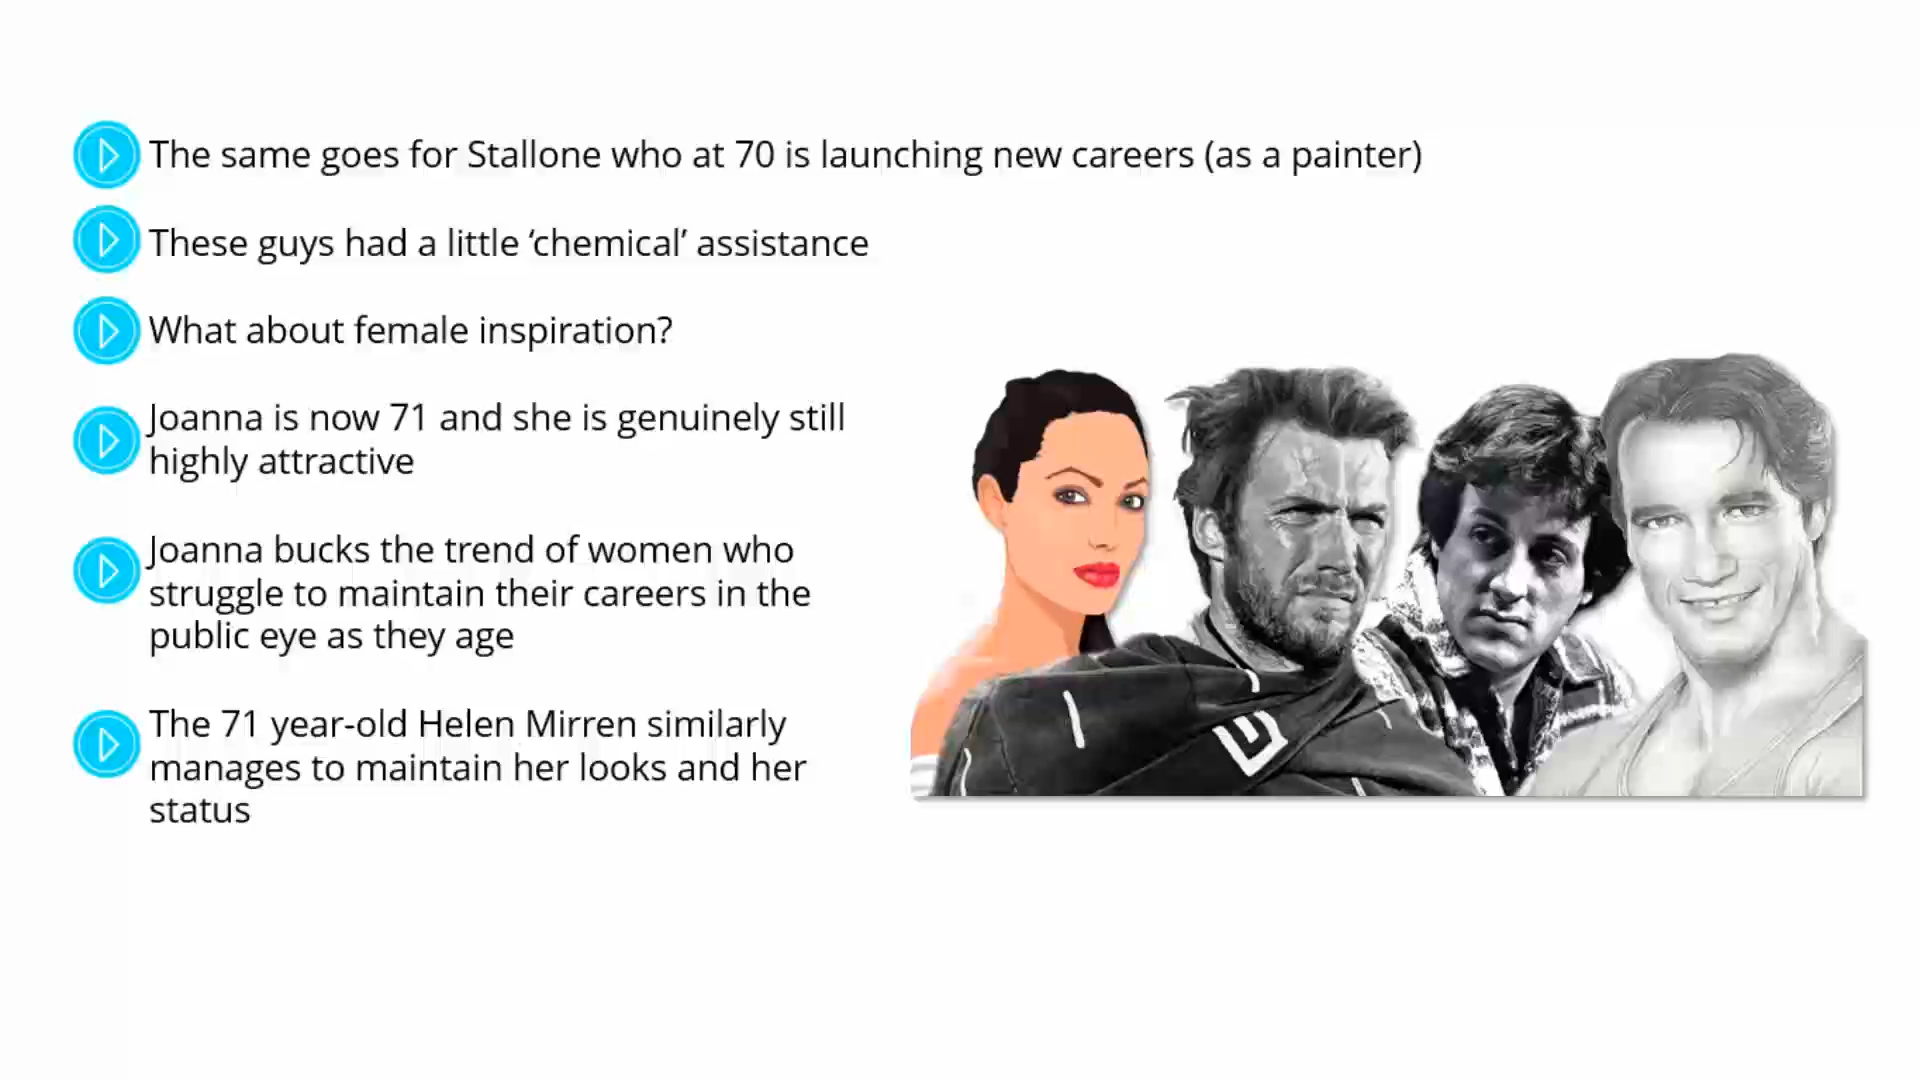 The same goes for Stallone who at 70 is launching new careers (as a painter)
These guys had a little ‘chemical’ assistance
What about female inspiration?
Joanna is now 71 and she is genuinely still
highly attractive
Joanna bucks the trend of women who
struggle to maintain their careers in the
public eye as they age
The 71 year-old Helen Mirren similarly
manages to maintain her looks and her
status